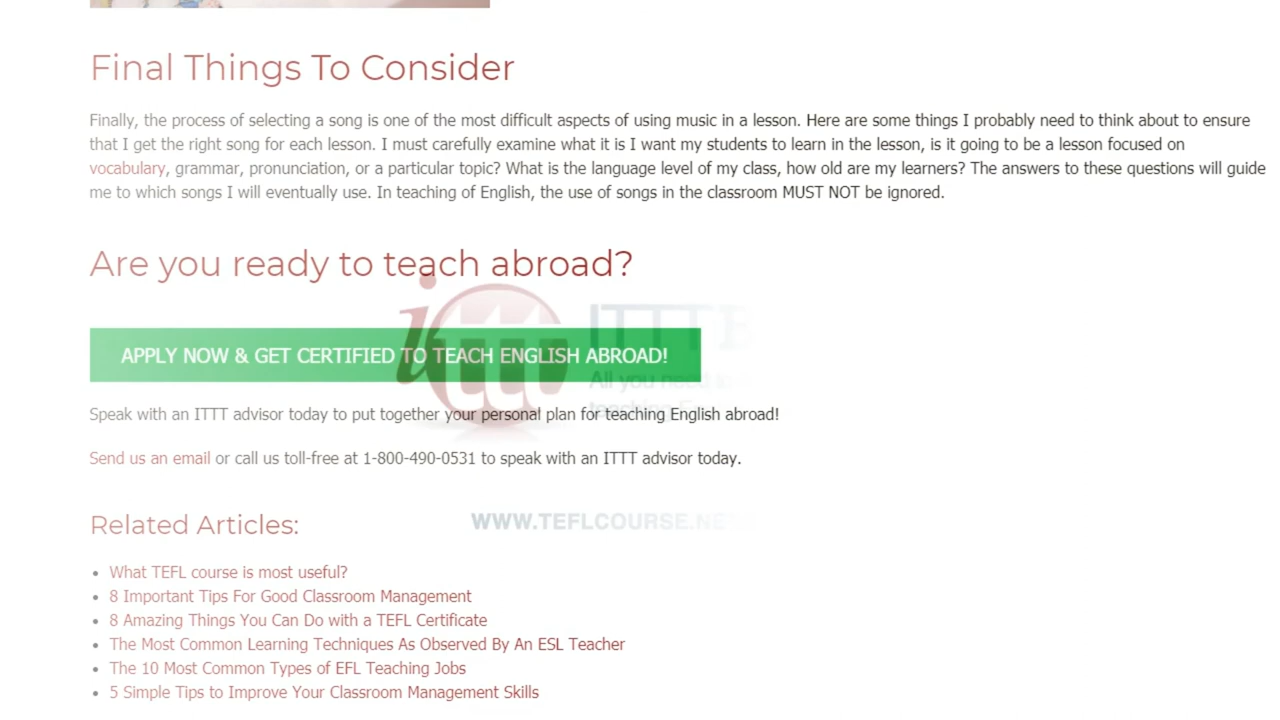 Final Things To Consider
Finally, the process of selecting a song is one of the most difficult aspects of using music in a lesson. Here are some things I probably need to think about to ensure
that I get the right song for each lesson. I must carefully examine what it is I want my students to learn in the lesson, is it going to be a lesson focused on
vocabulary, grammar, pronunciation, or a particular topic? What is the language level of my class, how old are my learners? The answers to these questions will guide
me to which songs I will eventually use. In teaching of English, the use of songs in the classroom MUST NOT be ignored.
Are you ready to teach abroad?
ittt
ITTT
APPLY NOW & GET CERTIFIED TO TEACH ENGLISH ABROAD!
All you need to
teaching
Speak with an ITTT advisor today to put together your personal plan for teaching English abroad!
Send us an email or call us toll-free at 1-800-490-0531 to speak with an ITTT advisor today.
WWW.TEFLCOURSE.NET
Related Articles:
• What TEFL course is most useful?
• 8 Important Tips For Good Classroom Management
• 8 Amazing Things You Can Do with a TEFL Certificate
• The Most Common Learning Techniques As Observed By An ESL Teacher
• The 10 Most Common Types of EFL Teaching Jobs
• 5 Simple Tips to Improve Your Classroom Management Skills